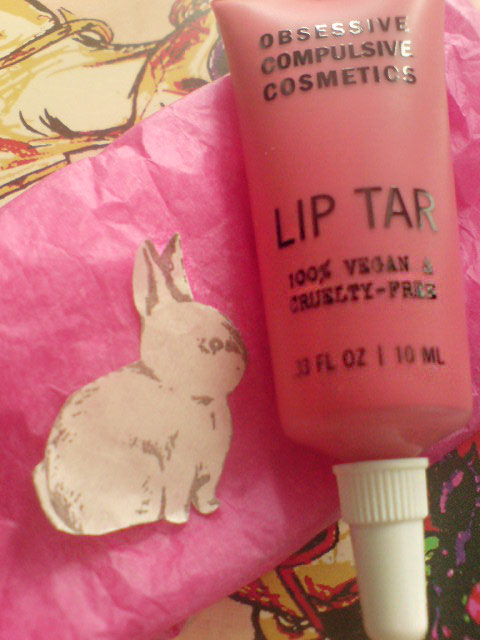 OBSESSIVE
COMPULSIVE
COSMETICS
LIP TAR
100% VEGAN &
CRUELTY-FREE
.33 FL OZ | 10 ML